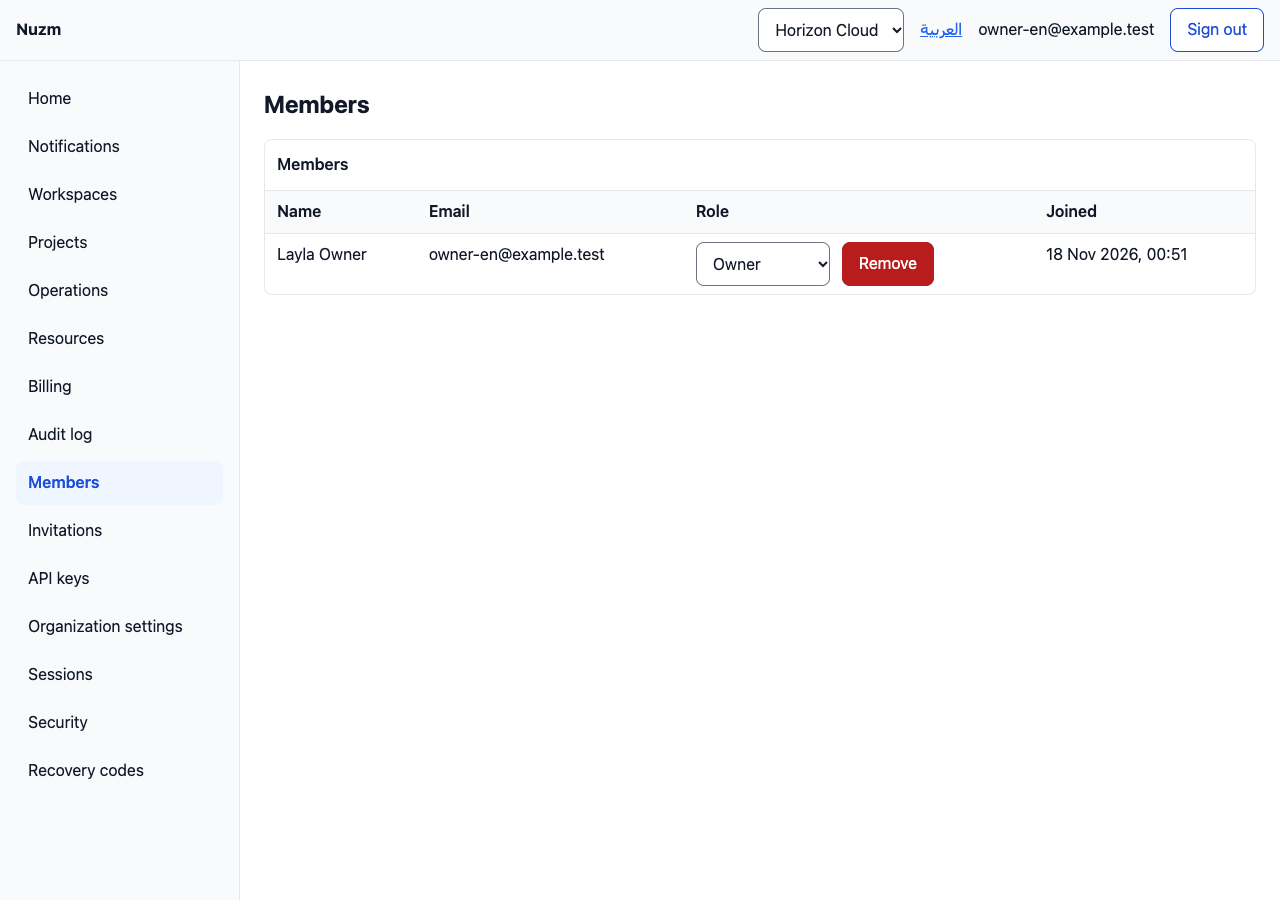 Nuzm
Horizon Cloud
العربية
owner-en@example.test
Sign out
Home
Notifications
Workspaces
Projects
Operations
Resources
Billing
Audit log
Members
Invitations
API keys
Organization settings
Sessions
Security
Recovery codes
Members
Members
Name Email Role Joined
Layla Owner owner-en@example.test Owner Remove 18 Nov 2026, 00:51